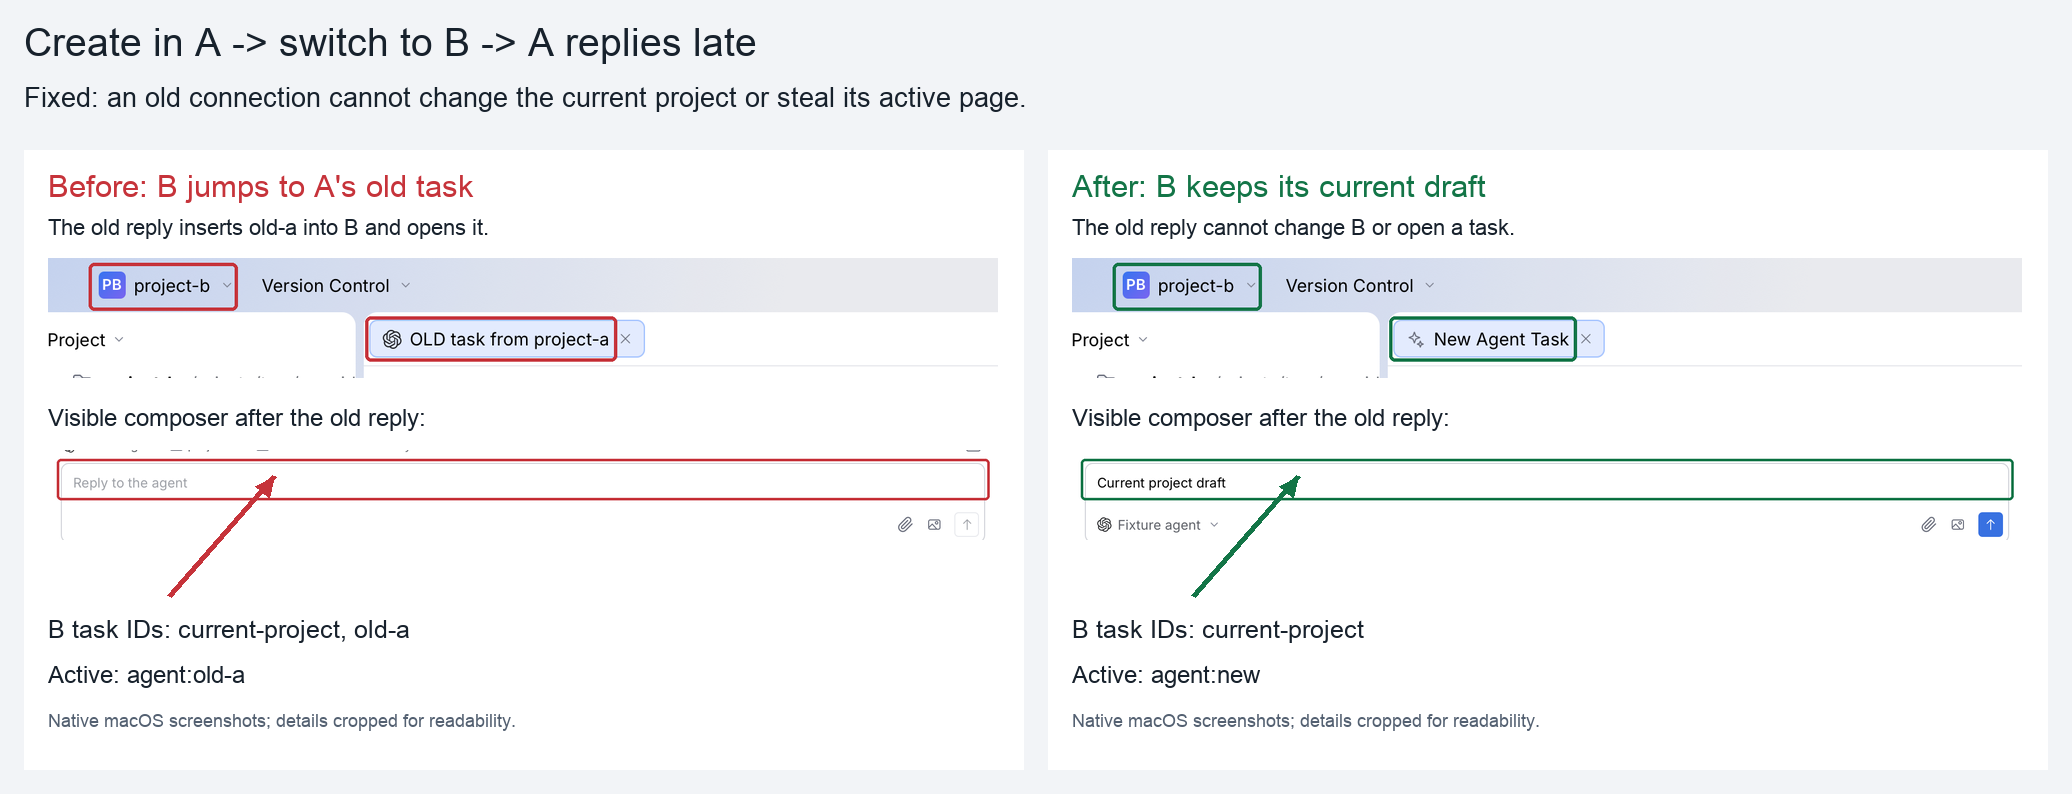 Create in A -> switch to B -> A replies late
Fixed: an old connection cannot change the current project or steal its active page.
Before: B jumps to A's old task
The old reply inserts old-a into B and opens it.
PB project-b Version Control
Project
OLD task from project-a
Visible composer after the old reply:
Reply to the agent
B task IDs: current-project, old-a
Active: agent:old-a
Native macOS screenshots; details cropped for readability.
After: B keeps its current draft
The old reply cannot change B or open a task.
PB project-b Version Control
Project
New Agent Task
Visible composer after the old reply:
Current project draft
Fixture agent
B task IDs: current-project
Active: agent:new
Native macOS screenshots; details cropped for readability.